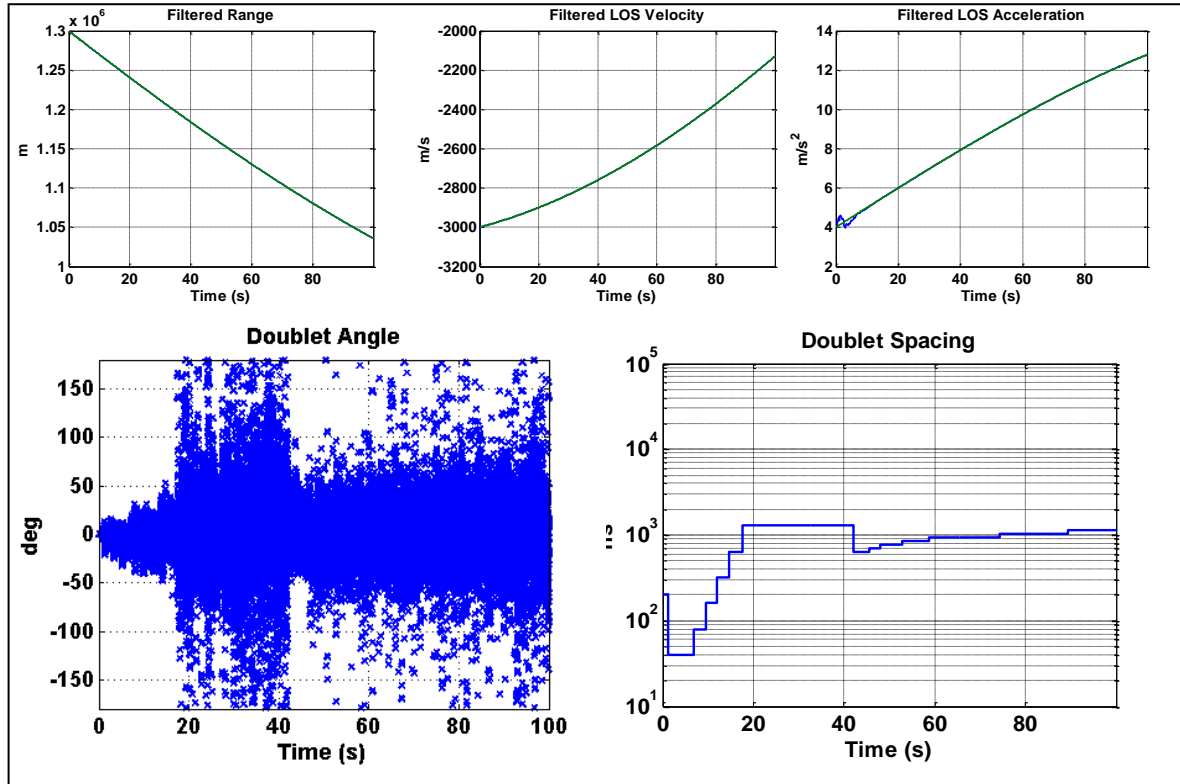 Filtered Range
x 10^6
1.3
1.25
1.2
1.15
1.1
1.05
1
m
0 20 40 60 80
Time (s)
Filtered LOS Velocity
-2000
-2200
-2400
-2600
-2800
-3000
-3200
m/s
0 20 40 60 80
Time (s)
Filtered LOS Acceleration
14
12
10
8
6
4
2
m/s^2
0 20 40 60 80
Time (s)
Doublet Angle
150
100
50
0
-50
-100
-150
deg
0 20 40 60 80 100
Time (s)
Doublet Spacing
10^5
10^4
10^3
10^2
10^1
0 20 40 60 80
Time (s)